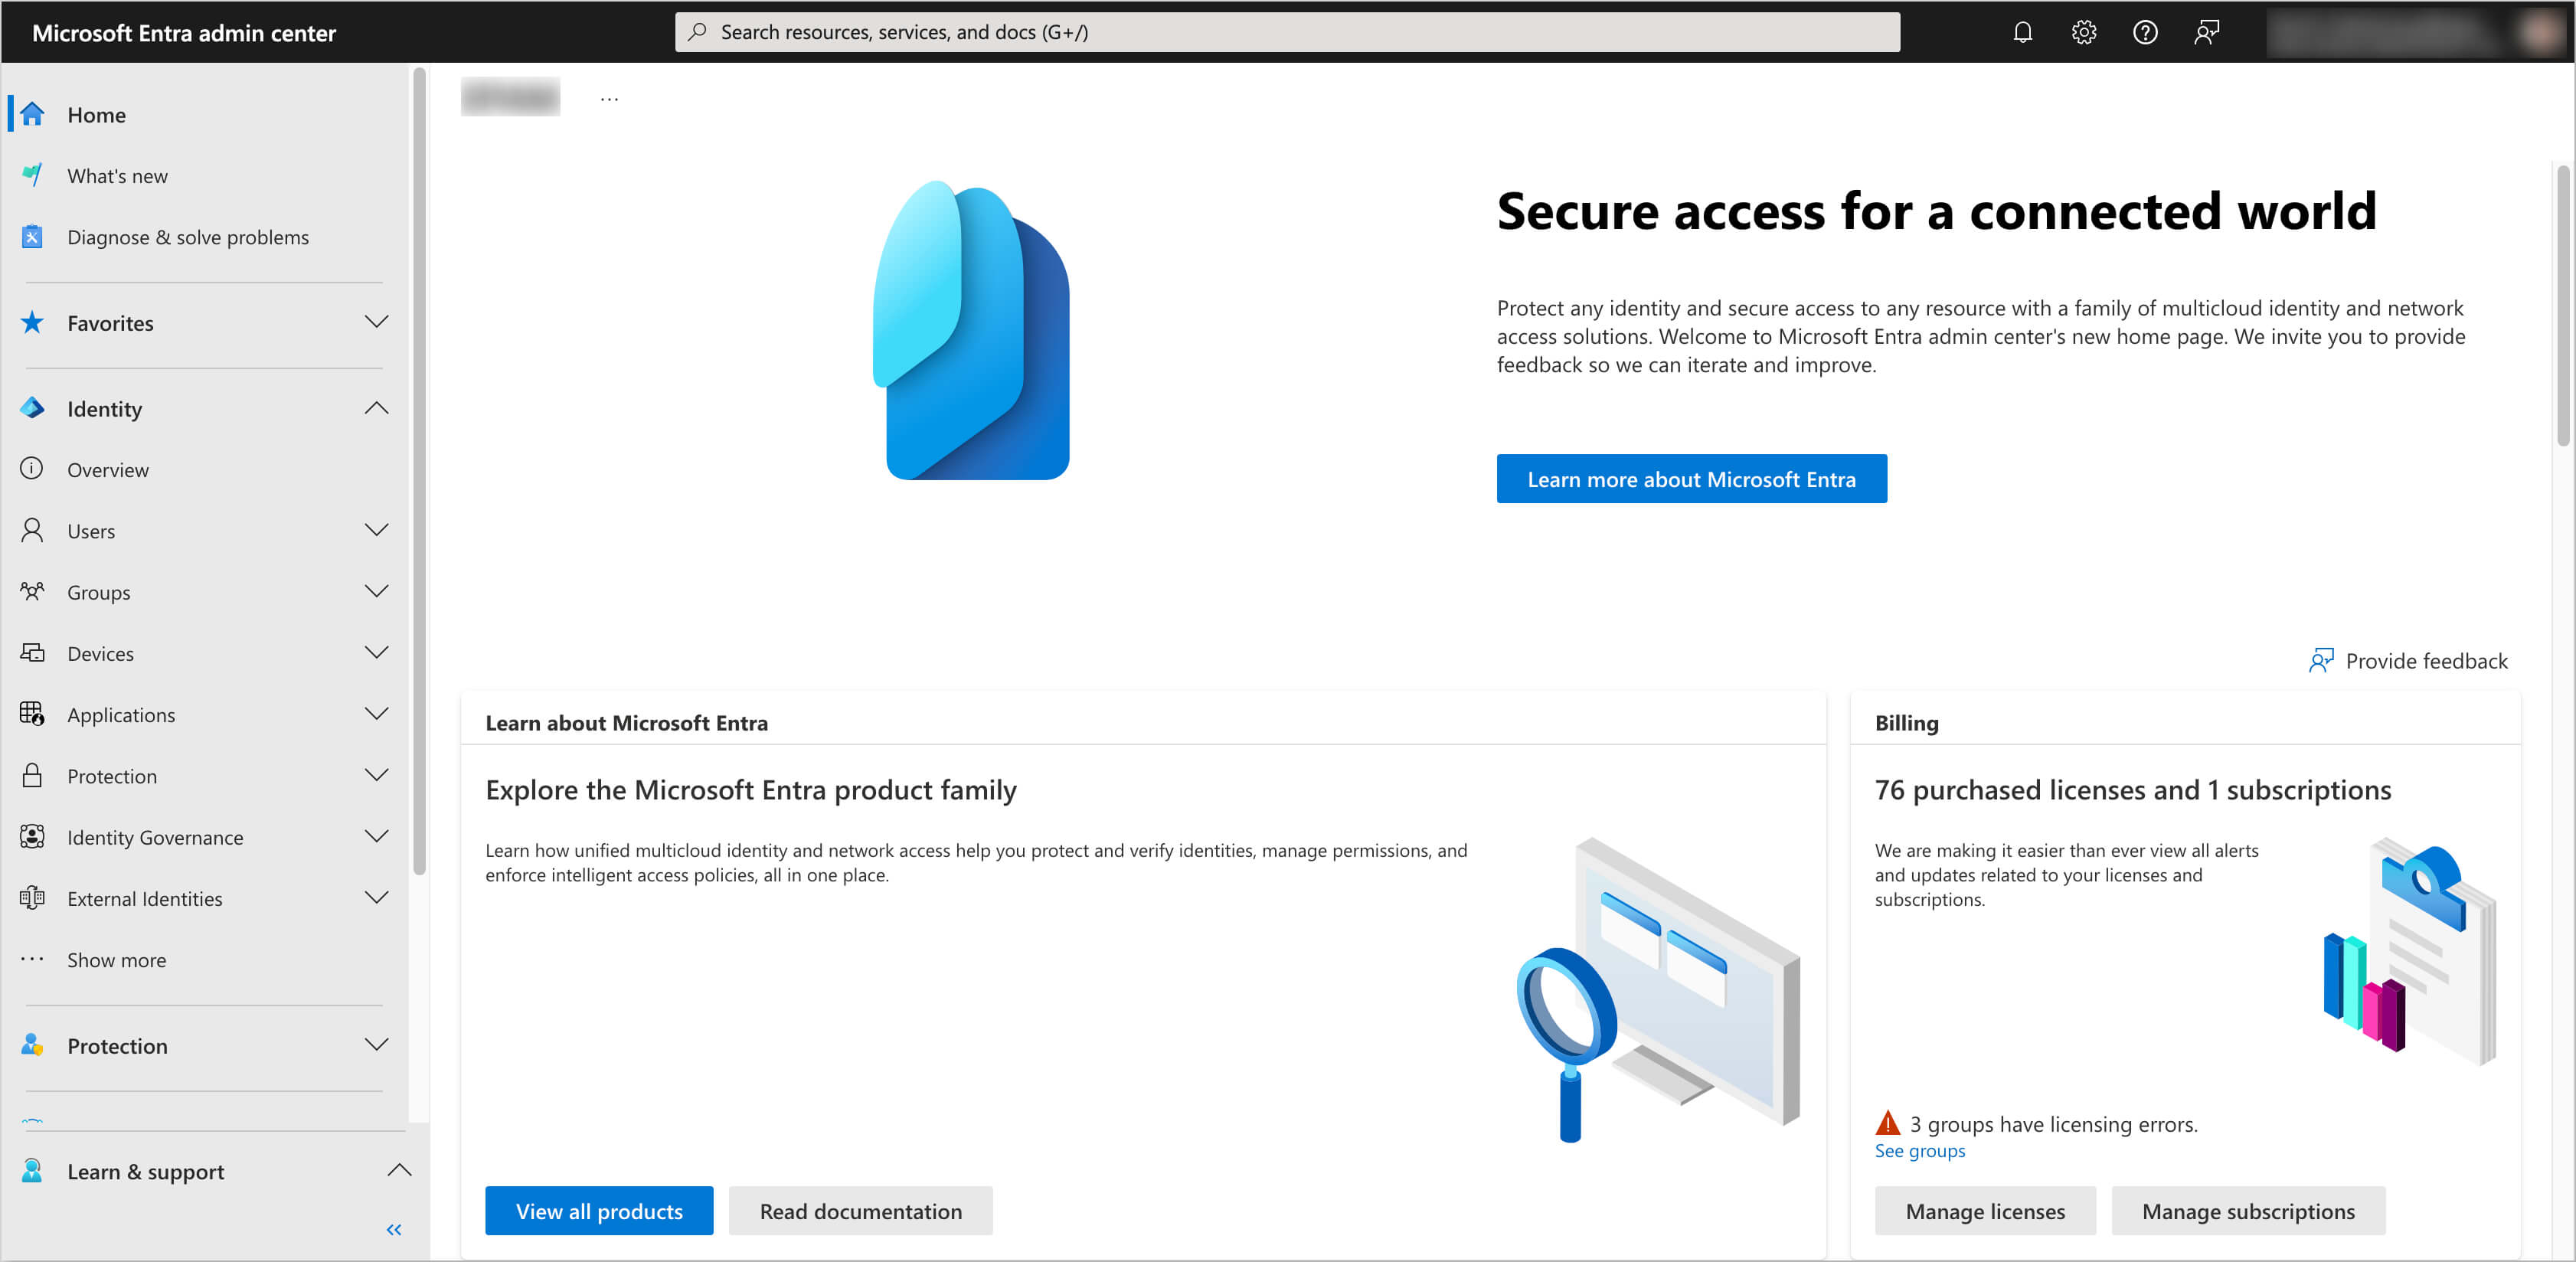 Microsoft Entra admin center
Search resources, services, and docs (G+/)
Home
What's new
Diagnose & solve problems
Favorites
Identity
Overview
Users
Groups
Devices
Applications
Protection
Identity Governance
External Identities
Show more
Protection
Learn & support
Secure access for a connected world
Protect any identity and secure access to any resource with a family of multicloud identity and network
access solutions. Welcome to Microsoft Entra admin center's new home page. We invite you to provide
feedback so we can iterate and improve.
Learn more about Microsoft Entra
Provide feedback
Learn about Microsoft Entra
Explore the Microsoft Entra product family
Learn how unified multicloud identity and network access help you protect and verify identities, manage permissions, and
enforce intelligent access policies, all in one place.
View all products
Read documentation
Billing
76 purchased licenses and 1 subscriptions
We are making it easier than ever view all alerts
and updates related to your licenses and
subscriptions.
3 groups have licensing errors.
See groups
Manage licenses
Manage subscriptions